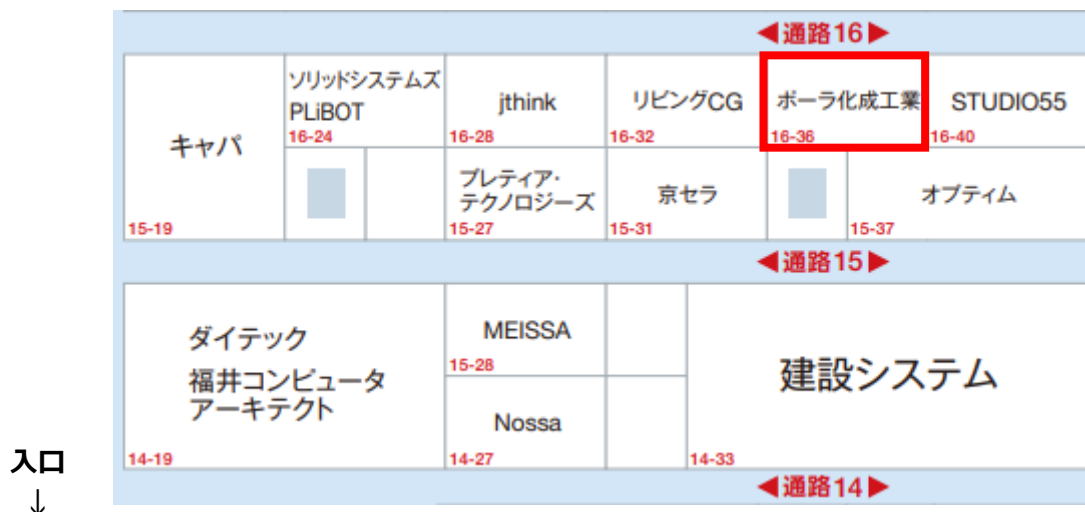 ◀通路16▶
ソリッドシステムズ
PLiBOT
16-24
jthink
16-28
リビングCG
16-32
ポーラ化成工業
16-36
STUDIO55
16-40
キャパ
15-19
プレティア・
テクノロジーズ
15-27
京セラ
15-31
オプティム
15-37
◀通路15▶
ダイテック
福井コンピュータ
アーキテクト
14-19
MEISSA
15-28
Nossa
14-27
建設システム
14-33
入口
↓
◀通路14▶